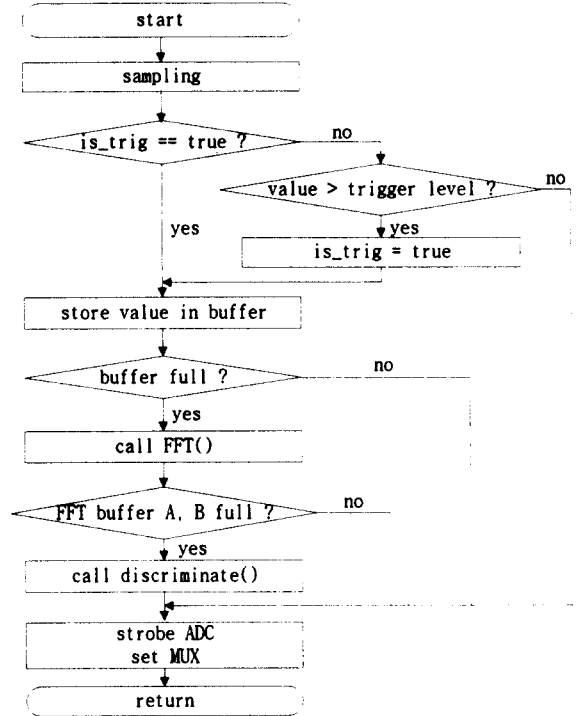 start
sampling
is_trig == true ?
no
value > trigger level ?
no
yes
yes
is_trig = true
store value in buffer
buffer full ?
no
yes
call FFT()
FFT buffer A, B full ?
no
yes
call discriminate()
strobe ADC
set MUX
return